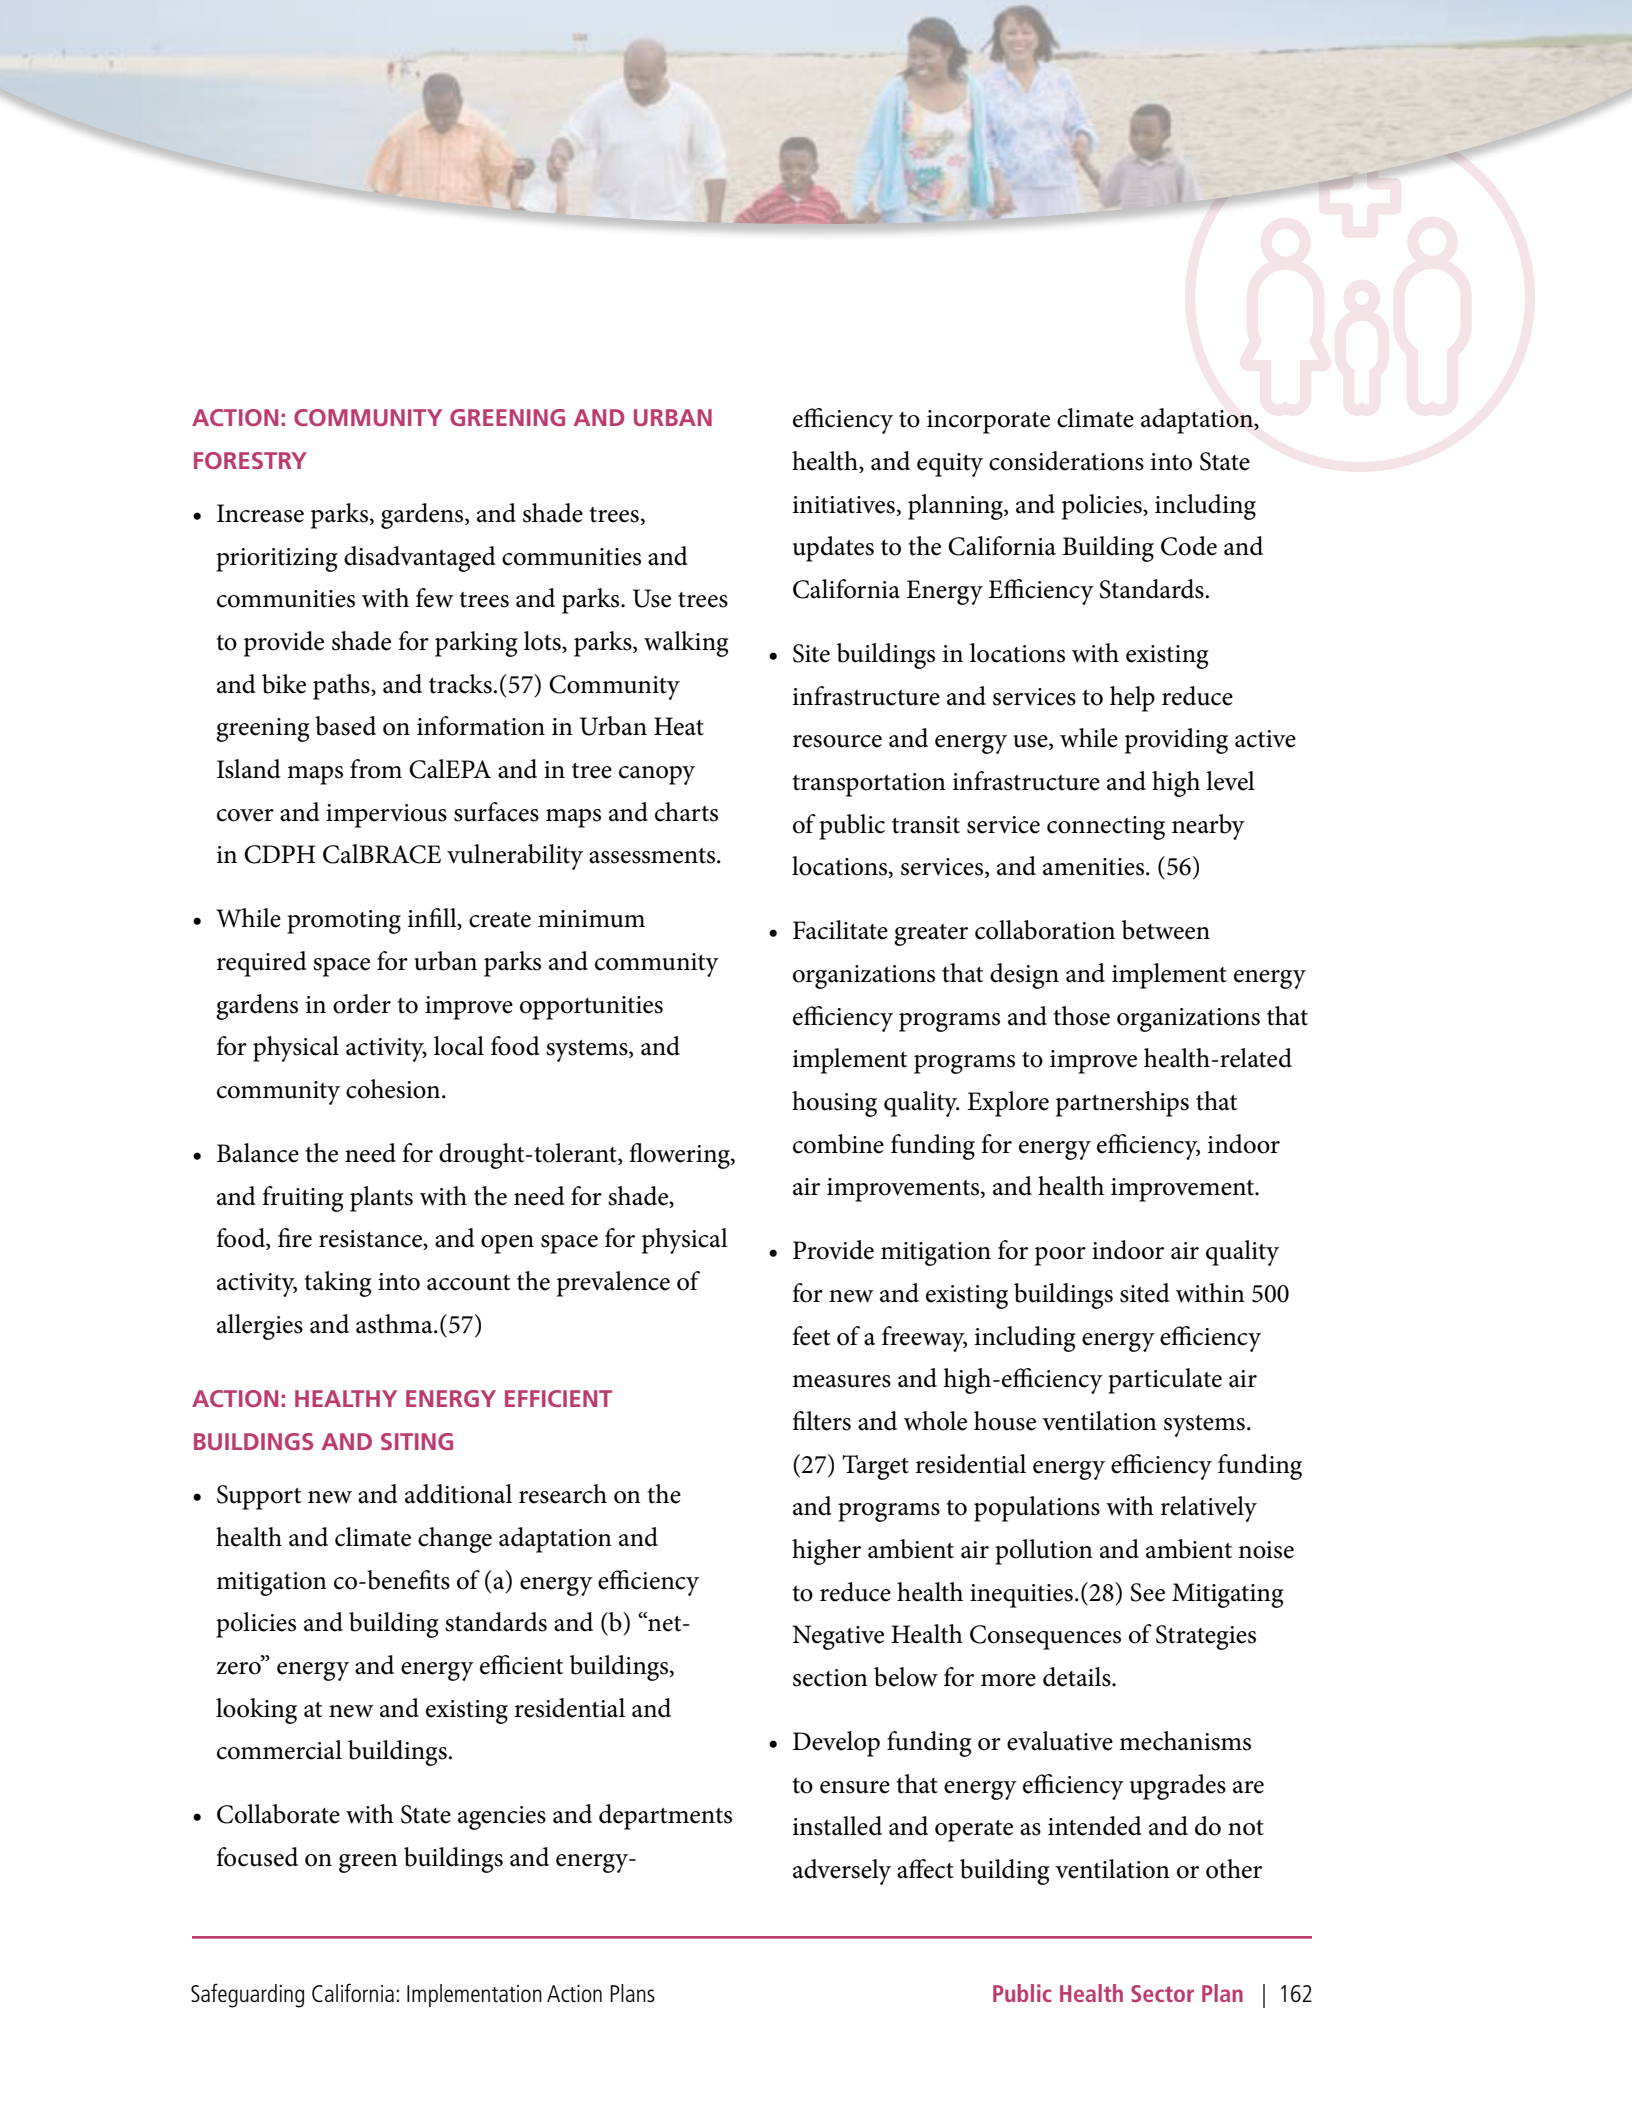 ACTION: COMMUNITY GREENING AND URBAN
FORESTRY
• Increase parks, gardens, and shade trees,
prioritizing disadvantaged communities and
communities with few trees and parks. Use trees
to provide shade for parking lots, parks, walking
and bike paths, and tracks.(57) Community
greening based on information in Urban Heat
Island maps from CalEPA and in tree canopy
cover and impervious surfaces maps and charts
in CDPH CalBRACE vulnerability assessments.
• While promoting infill, create minimum
required space for urban parks and community
gardens in order to improve opportunities
for physical activity, local food systems, and
community cohesion.
• Balance the need for drought-tolerant, flowering,
and fruiting plants with the need for shade,
food, fire resistance, and open space for physical
activity, taking into account the prevalence of
allergies and asthma.(57)
ACTION: HEALTHY ENERGY EFFICIENT
BUILDINGS AND SITING
• Support new and additional research on the
health and climate change adaptation and
mitigation co-benefits of (a) energy efficiency
policies and building standards and (b) “net-
zero” energy and energy efficient buildings,
looking at new and existing residential and
commercial buildings.
• Collaborate with State agencies and departments
focused on green buildings and energy-
efficiency to incorporate climate adaptation,
health, and equity considerations into State
initiatives, planning, and policies, including
updates to the California Building Code and
California Energy Efficiency Standards.
• Site buildings in locations with existing
infrastructure and services to help reduce
resource and energy use, while providing active
transportation infrastructure and high level
of public transit service connecting nearby
locations, services, and amenities. (56)
• Facilitate greater collaboration between
organizations that design and implement energy
efficiency programs and those organizations that
implement programs to improve health-related
housing quality. Explore partnerships that
combine funding for energy efficiency, indoor
air improvements, and health improvement.
• Provide mitigation for poor indoor air quality
for new and existing buildings sited within 500
feet of a freeway, including energy efficiency
measures and high-efficiency particulate air
filters and whole house ventilation systems.
(27) Target residential energy efficiency funding
and programs to populations with relatively
higher ambient air pollution and ambient noise
to reduce health inequities.(28) See Mitigating
Negative Health Consequences of Strategies
section below for more details.
• Develop funding or evaluative mechanisms
to ensure that energy efficiency upgrades are
installed and operate as intended and do not
adversely affect building ventilation or other
Safeguarding California: Implementation Action Plans
Public Health Sector Plan | 162